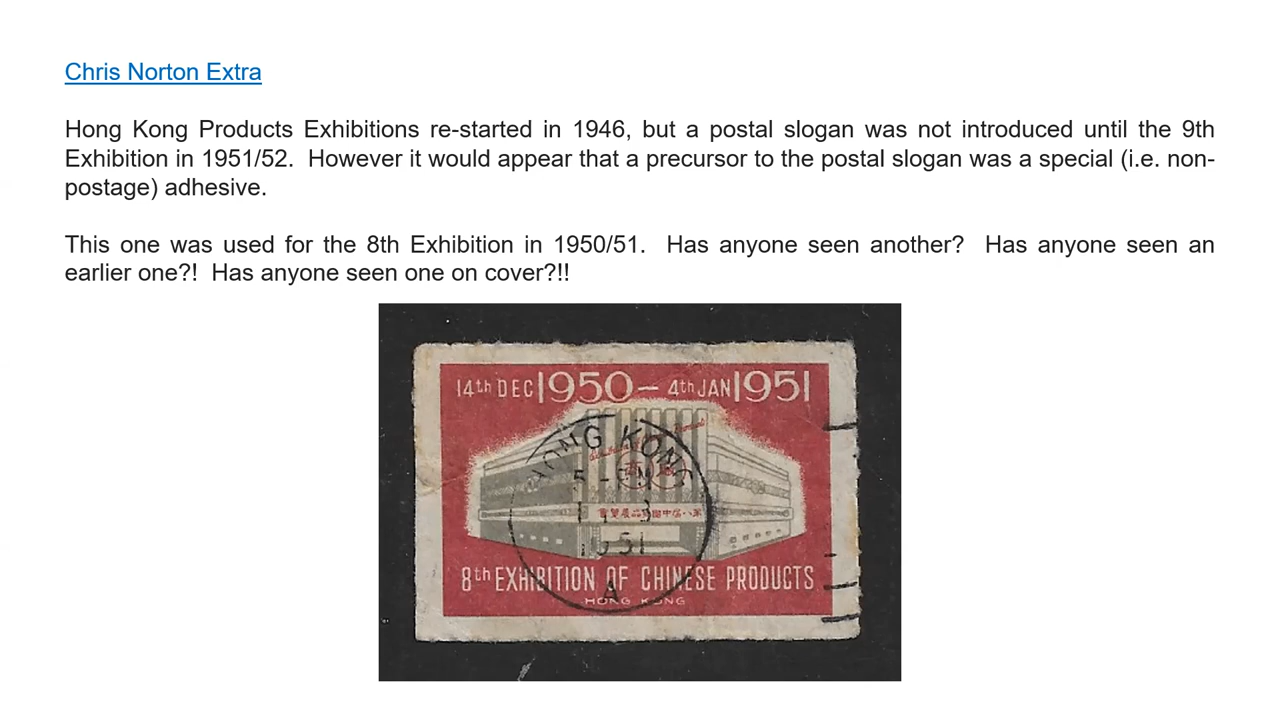 Chris Norton Extra
Hong Kong Products Exhibitions re-started in 1946, but a postal slogan was not introduced until the 9th
Exhibition in 1951/52. However it would appear that a precursor to the postal slogan was a special (i.e. non-
postage) adhesive.
This one was used for the 8th Exhibition in 1950/51. Has anyone seen another? Has anyone seen an
earlier one?! Has anyone seen one on cover?!!
14th DEC 1950 – 4th JAN 1951
HONG KONG
5 - PM
1951
A
8th EXHIBITION OF CHINESE PRODUCTS
HONG KONG